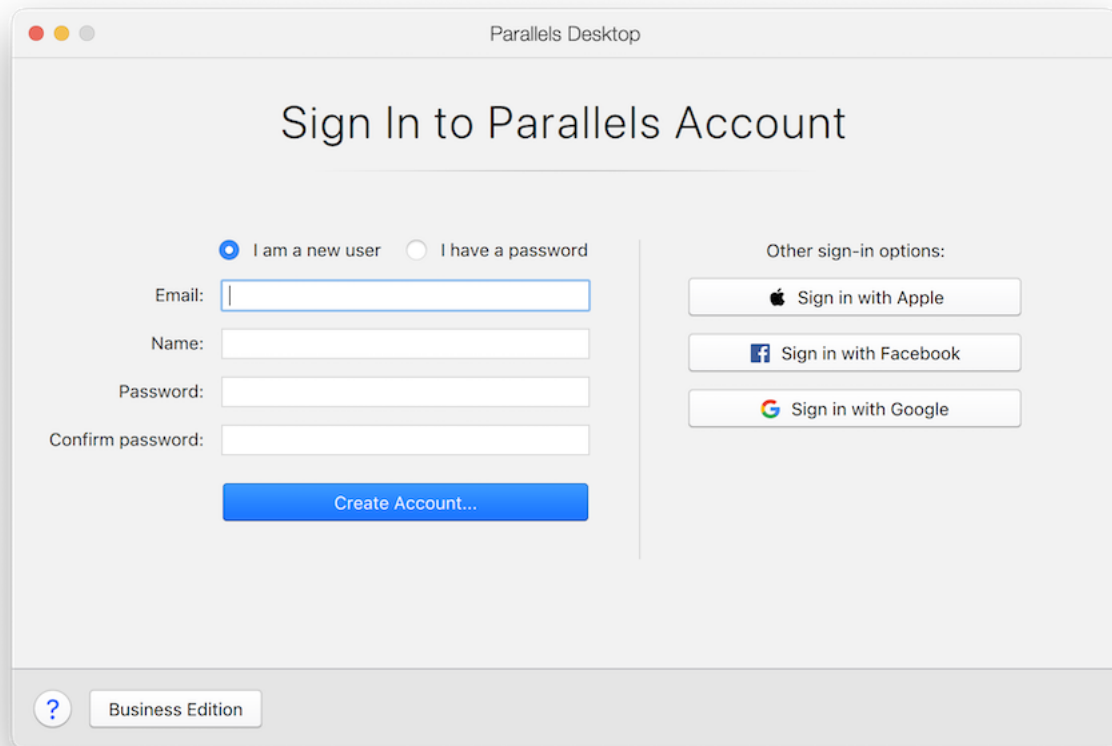 Parallels Desktop
Sign In to Parallels Account
I am a new user I have a password
Email:
Name:
Password:
Confirm password:
Create Account...
Other sign-in options:
Sign in with Apple
Sign in with Facebook
Sign in with Google
? Business Edition